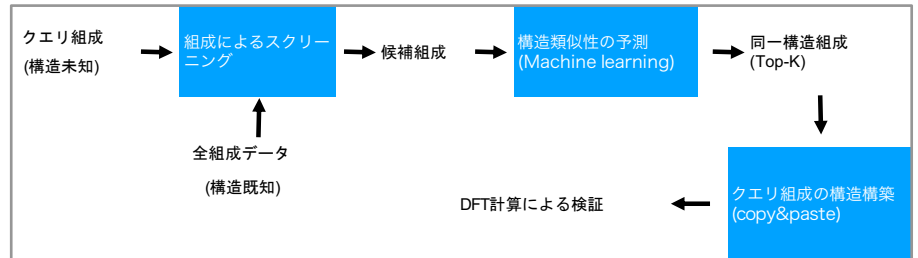 クエリ組成
(構造未知)
組成によるスクリー
ニング
候補組成
構造類似性の予測
(Machine learning)
同一構造組成
(Top-K)
全組成データ
(構造既知)
クエリ組成の構造構築
(copy&paste)
DFT計算による検証